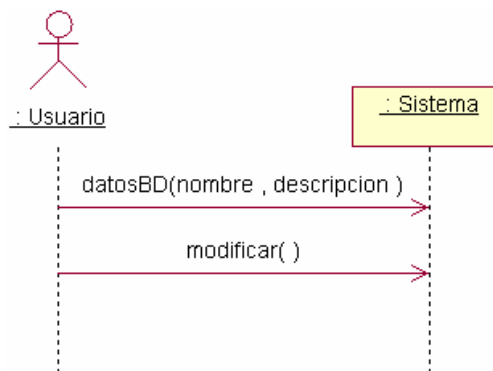 : Usuario
: Sistema
datosBD(nombre , descripcion )
modificar( )